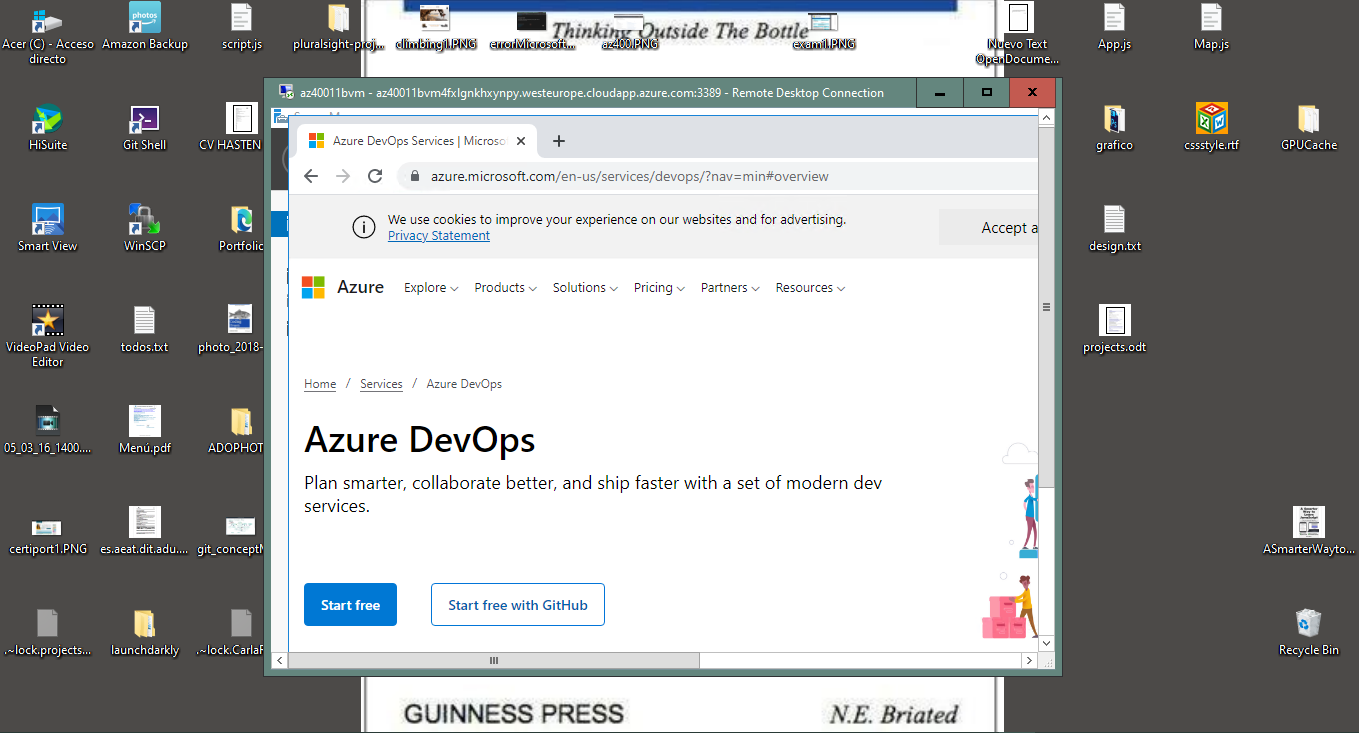 Thinking Outside The Bottle
Acer (C) - Acceso directo
Amazon Backup
script.js
pluralsight-proj...
climbing1.PNG
errorMicrosoft...
az400.PNG
exam1.PNG
Nuevo Text OpenDocume...
App.js
Map.js
HiSuite
Git Shell
CV HASTEN
grafico
cssstyle.rtf
GPUCache
Smart View
WinSCP
Portfolio
design.txt
VideoPad Video Editor
todos.txt
photo_2018-
projects.odt
05_03_16_1400....
Menú.pdf
ADOPHOT
certiport1.PNG
es.aeat.dit.adu....
git_concept
ASmarterWayto...
.~lock.projects...
launchdarkly
.~lock.Carla
Recycle Bin
az40011bvm - az40011bvm4fxlgnkhxynpy.westeurope.cloudapp.azure.com:3389 - Remote Desktop Connection
Azure DevOps Services | Microso
azure.microsoft.com/en-us/services/devops/?nav=min#overview
We use cookies to improve your experience on our websites and for advertising.
Privacy Statement
Accept a
Azure
Explore
Products
Solutions
Pricing
Partners
Resources
Home / Services / Azure DevOps
Azure DevOps
Plan smarter, collaborate better, and ship faster with a set of modern dev
services.
Start free
Start free with GitHub
GUINNESS PRESS
N.E. Briated